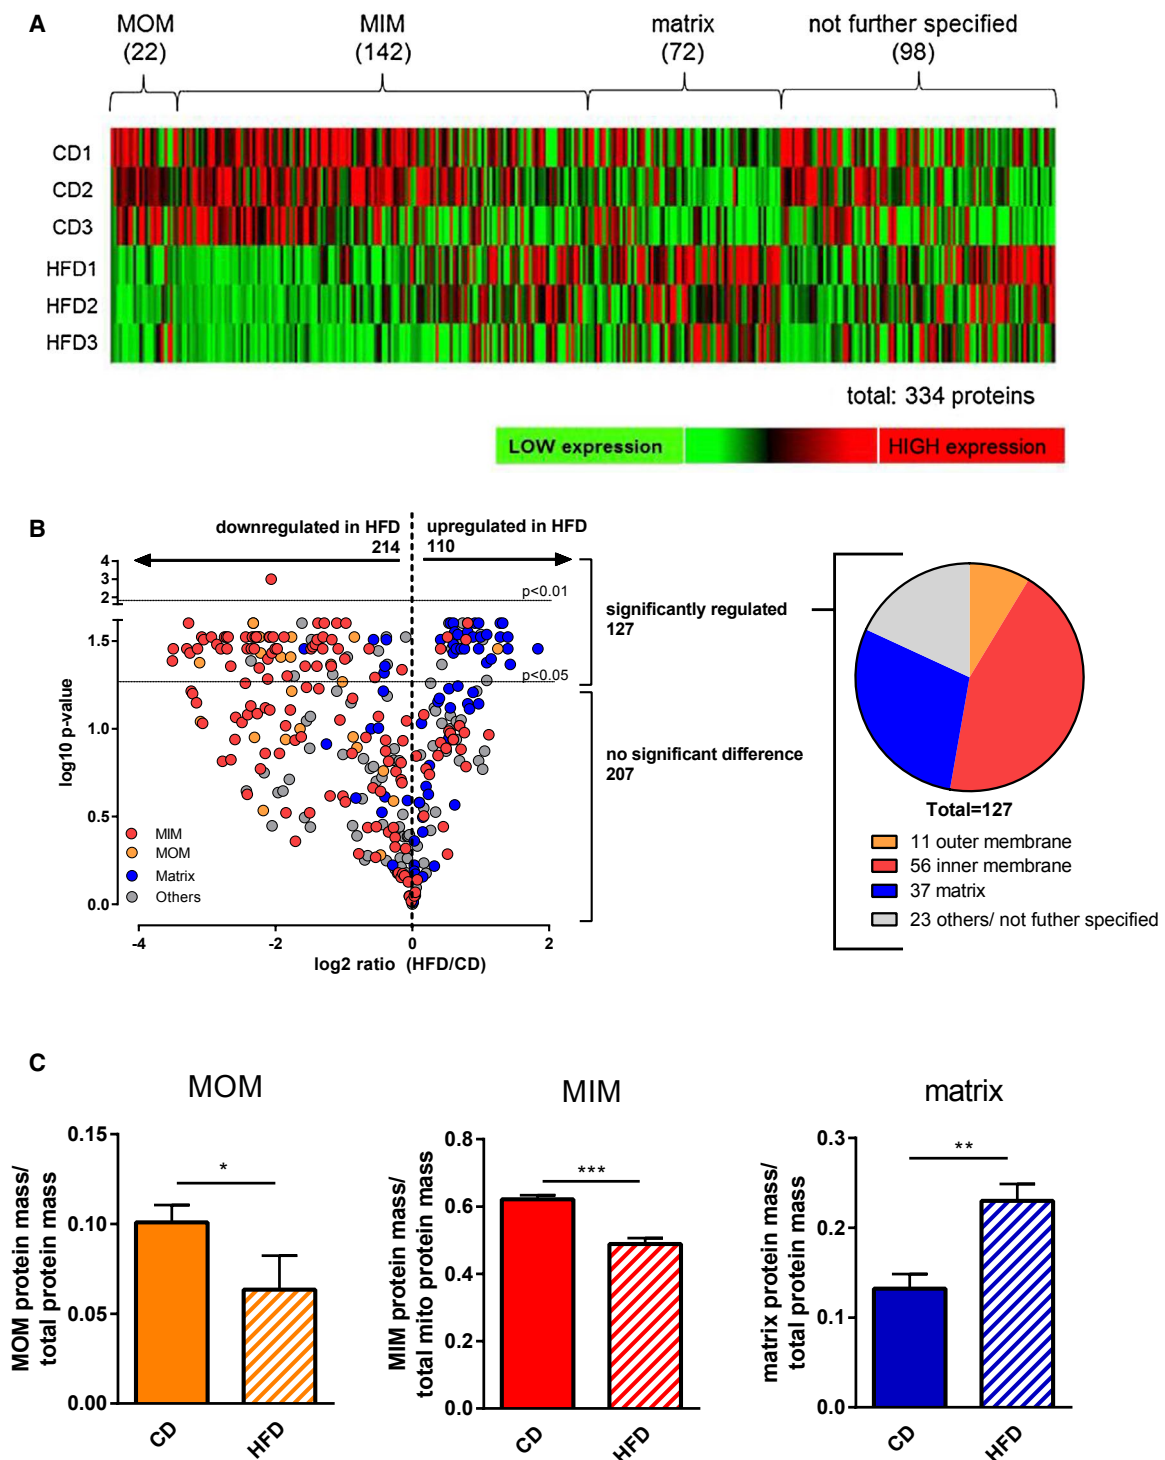 A
MOM
(22)
MIM
(142)
matrix
(72)
not further specified
(98)
CD1
CD2
CD3
HFD1
HFD2
HFD3
total: 334 proteins
LOW expression
HIGH expression
B
downregulated in HFD
214
upregulated in HFD
110
4
3
2
1.5
1.0
0.5
0.0
log10 p-value
p<0.01
p<0.05
MIM
MOM
Matrix
Others
-4
-2
0
2
log2 ratio (HFD/CD)
significantly regulated
127
no significant difference
207
Total=127
11 outer membrane
56 inner membrane
37 matrix
23 others/ not futher specified
C
MOM
MOM protein mass/
total protein mass
0.15
0.10
0.05
0.00
*
CD
HFD
MIM
MIM protein mass/
total mito protein mass
0.8
0.6
0.4
0.2
0.0
***
CD
HFD
matrix
matrix protein mass/
total protein mass
0.3
0.2
0.1
0.0
**
CD
HFD